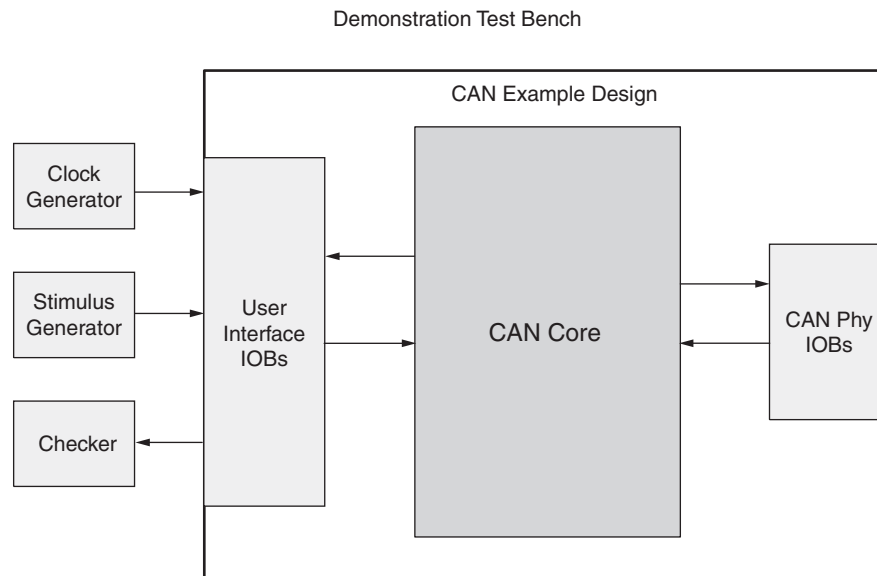 Demonstration Test Bench
CAN Example Design
Clock
Generator
Stimulus
Generator
Checker
User
Interface
IOBs
CAN Core
CAN Phy
IOBs